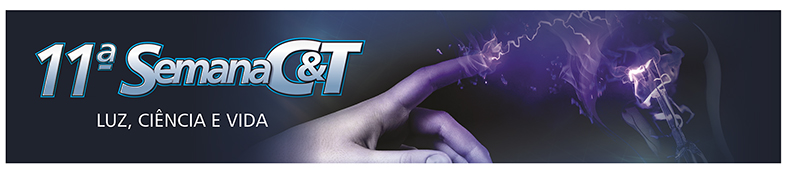 11ª SemanaC&T
LUZ, CIÊNCIA E VIDA